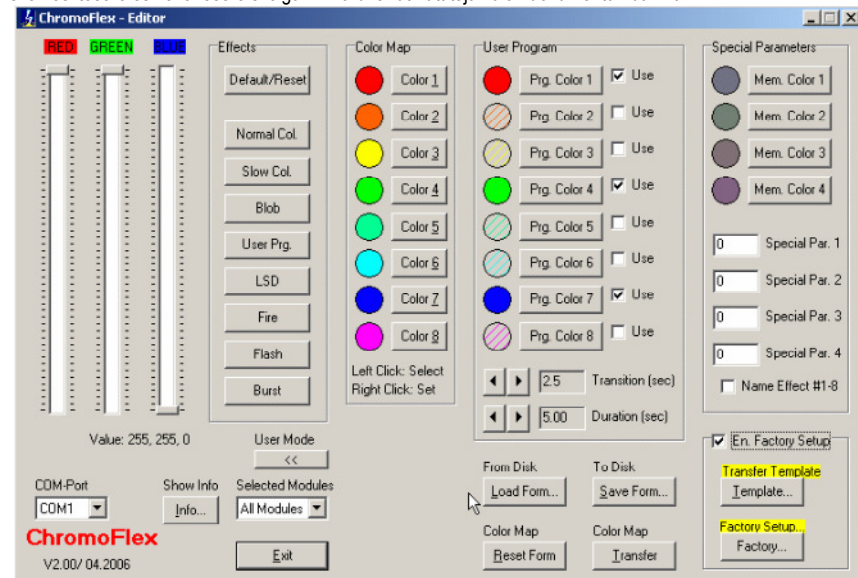 ChromoFlex - Editor
RED GREEN BLUE
Effects
Default/Reset
Normal Col.
Slow Col.
Blob
User Prg.
LSD
Fire
Flash
Burst
Color Map
Color 1
Color 2
Color 3
Color 4
Color 5
Color 6
Color 7
Color 8
Left Click: Select
Right Click: Set
User Program
Prg. Color 1 Use
Prg. Color 2 Use
Prg. Color 3 Use
Prg. Color 4 Use
Prg. Color 5 Use
Prg. Color 6 Use
Prg. Color 7 Use
Prg. Color 8 Use
2.5 Transition (sec)
5.00 Duration (sec)
Special Parameters
Mem. Color 1
Mem. Color 2
Mem. Color 3
Mem. Color 4
0 Special Par. 1
0 Special Par. 2
0 Special Par. 3
0 Special Par. 4
Name Effect #1-8
Value: 255, 255, 0
User Mode
<<
COM-Port
COM1
Show Info
Info...
Selected Modules
All Modules
ChromoFlex
V2.00/ 04.2006
Exit
From Disk
Load Form...
To Disk
Save Form...
Color Map
Reset Form
Color Map
Transfer
En. Factory Setup
Transfer Template
Template...
Factory Setup...
Factory...